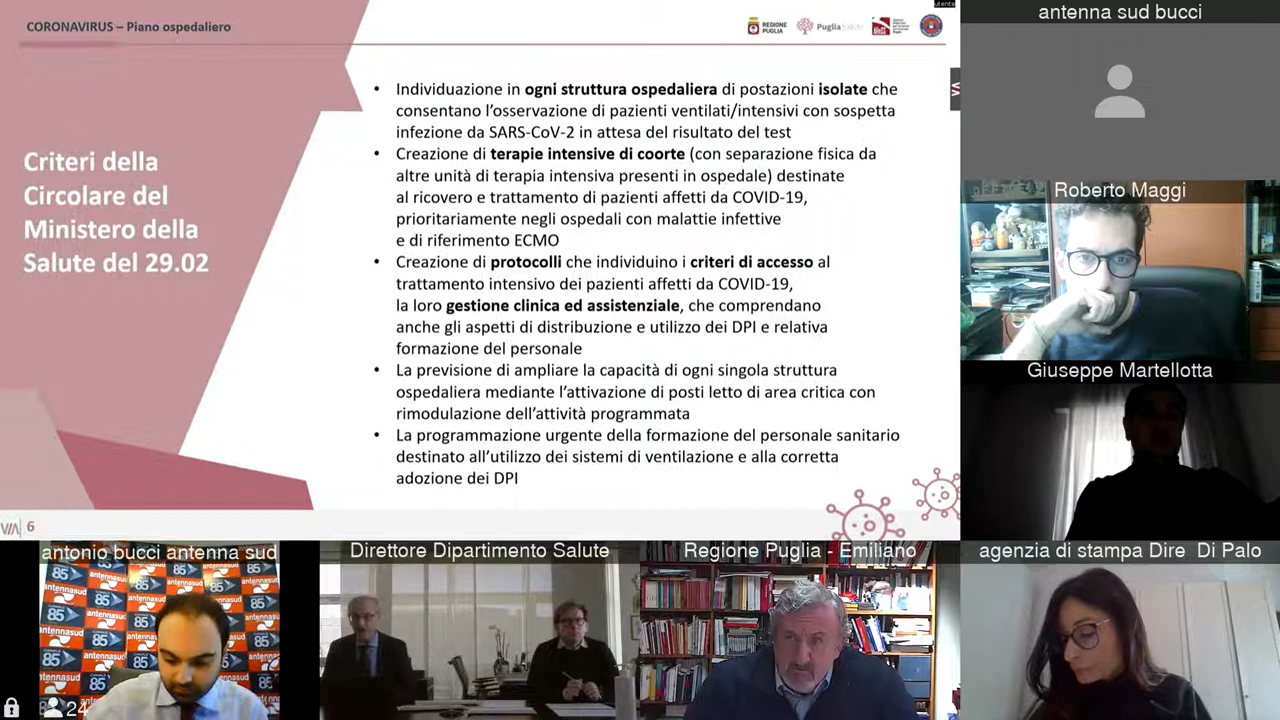 CORONAVIRUS – Piano ospedaliero
REGIONE
PUGLIA
PugliaSalute
utente
Criteri della
Circolare del
Ministero della
Salute del 29.02
• Individuazione in ogni struttura ospedaliera di postazioni isolate che
consentano l'osservazione di pazienti ventilati/intensivi con sospetta
infezione da SARS-CoV-2 in attesa del risultato del test
• Creazione di terapie intensive di coorte (con separazione fisica da
altre unità di terapia intensiva presenti in ospedale) destinate
al ricovero e trattamento di pazienti affetti da COVID-19,
prioritariamente negli ospedali con malattie infettive
e di riferimento ECMO
• Creazione di protocolli che individuino i criteri di accesso al
trattamento intensivo dei pazienti affetti da COVID-19,
la loro gestione clinica ed assistenziale, che comprendano
anche gli aspetti di distribuzione e utilizzo dei DPI e relativa
formazione del personale
• La previsione di ampliare la capacità di ogni singola struttura
ospedaliera mediante l'attivazione di posti letto di area critica con
rimodulazione dell'attività programmata
• La programmazione urgente della formazione del personale sanitario
destinato all'utilizzo dei sistemi di ventilazione e alla corretta
adozione dei DPI
6
antenna sud bucci
Roberto Maggi
Giuseppe Martellotta
antonio bucci antenna sud
Direttore Dipartimento Salute
Regione Puglia - Emiliano
agenzia di stampa Dire Di Palo
85
antennasud
24